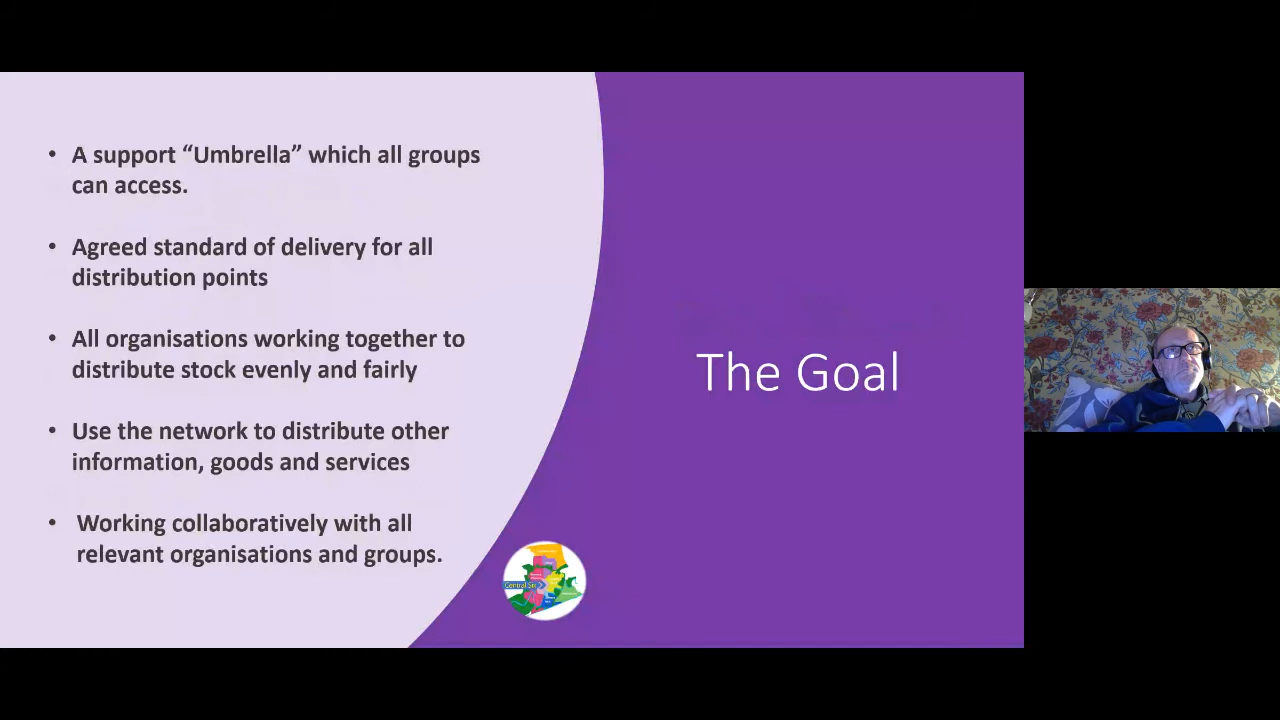 • A support “Umbrella” which all groups
can access.
• Agreed standard of delivery for all
distribution points
• All organisations working together to
distribute stock evenly and fairly
• Use the network to distribute other
information, goods and services
• Working collaboratively with all
relevant organisations and groups.
The Goal
Central Six